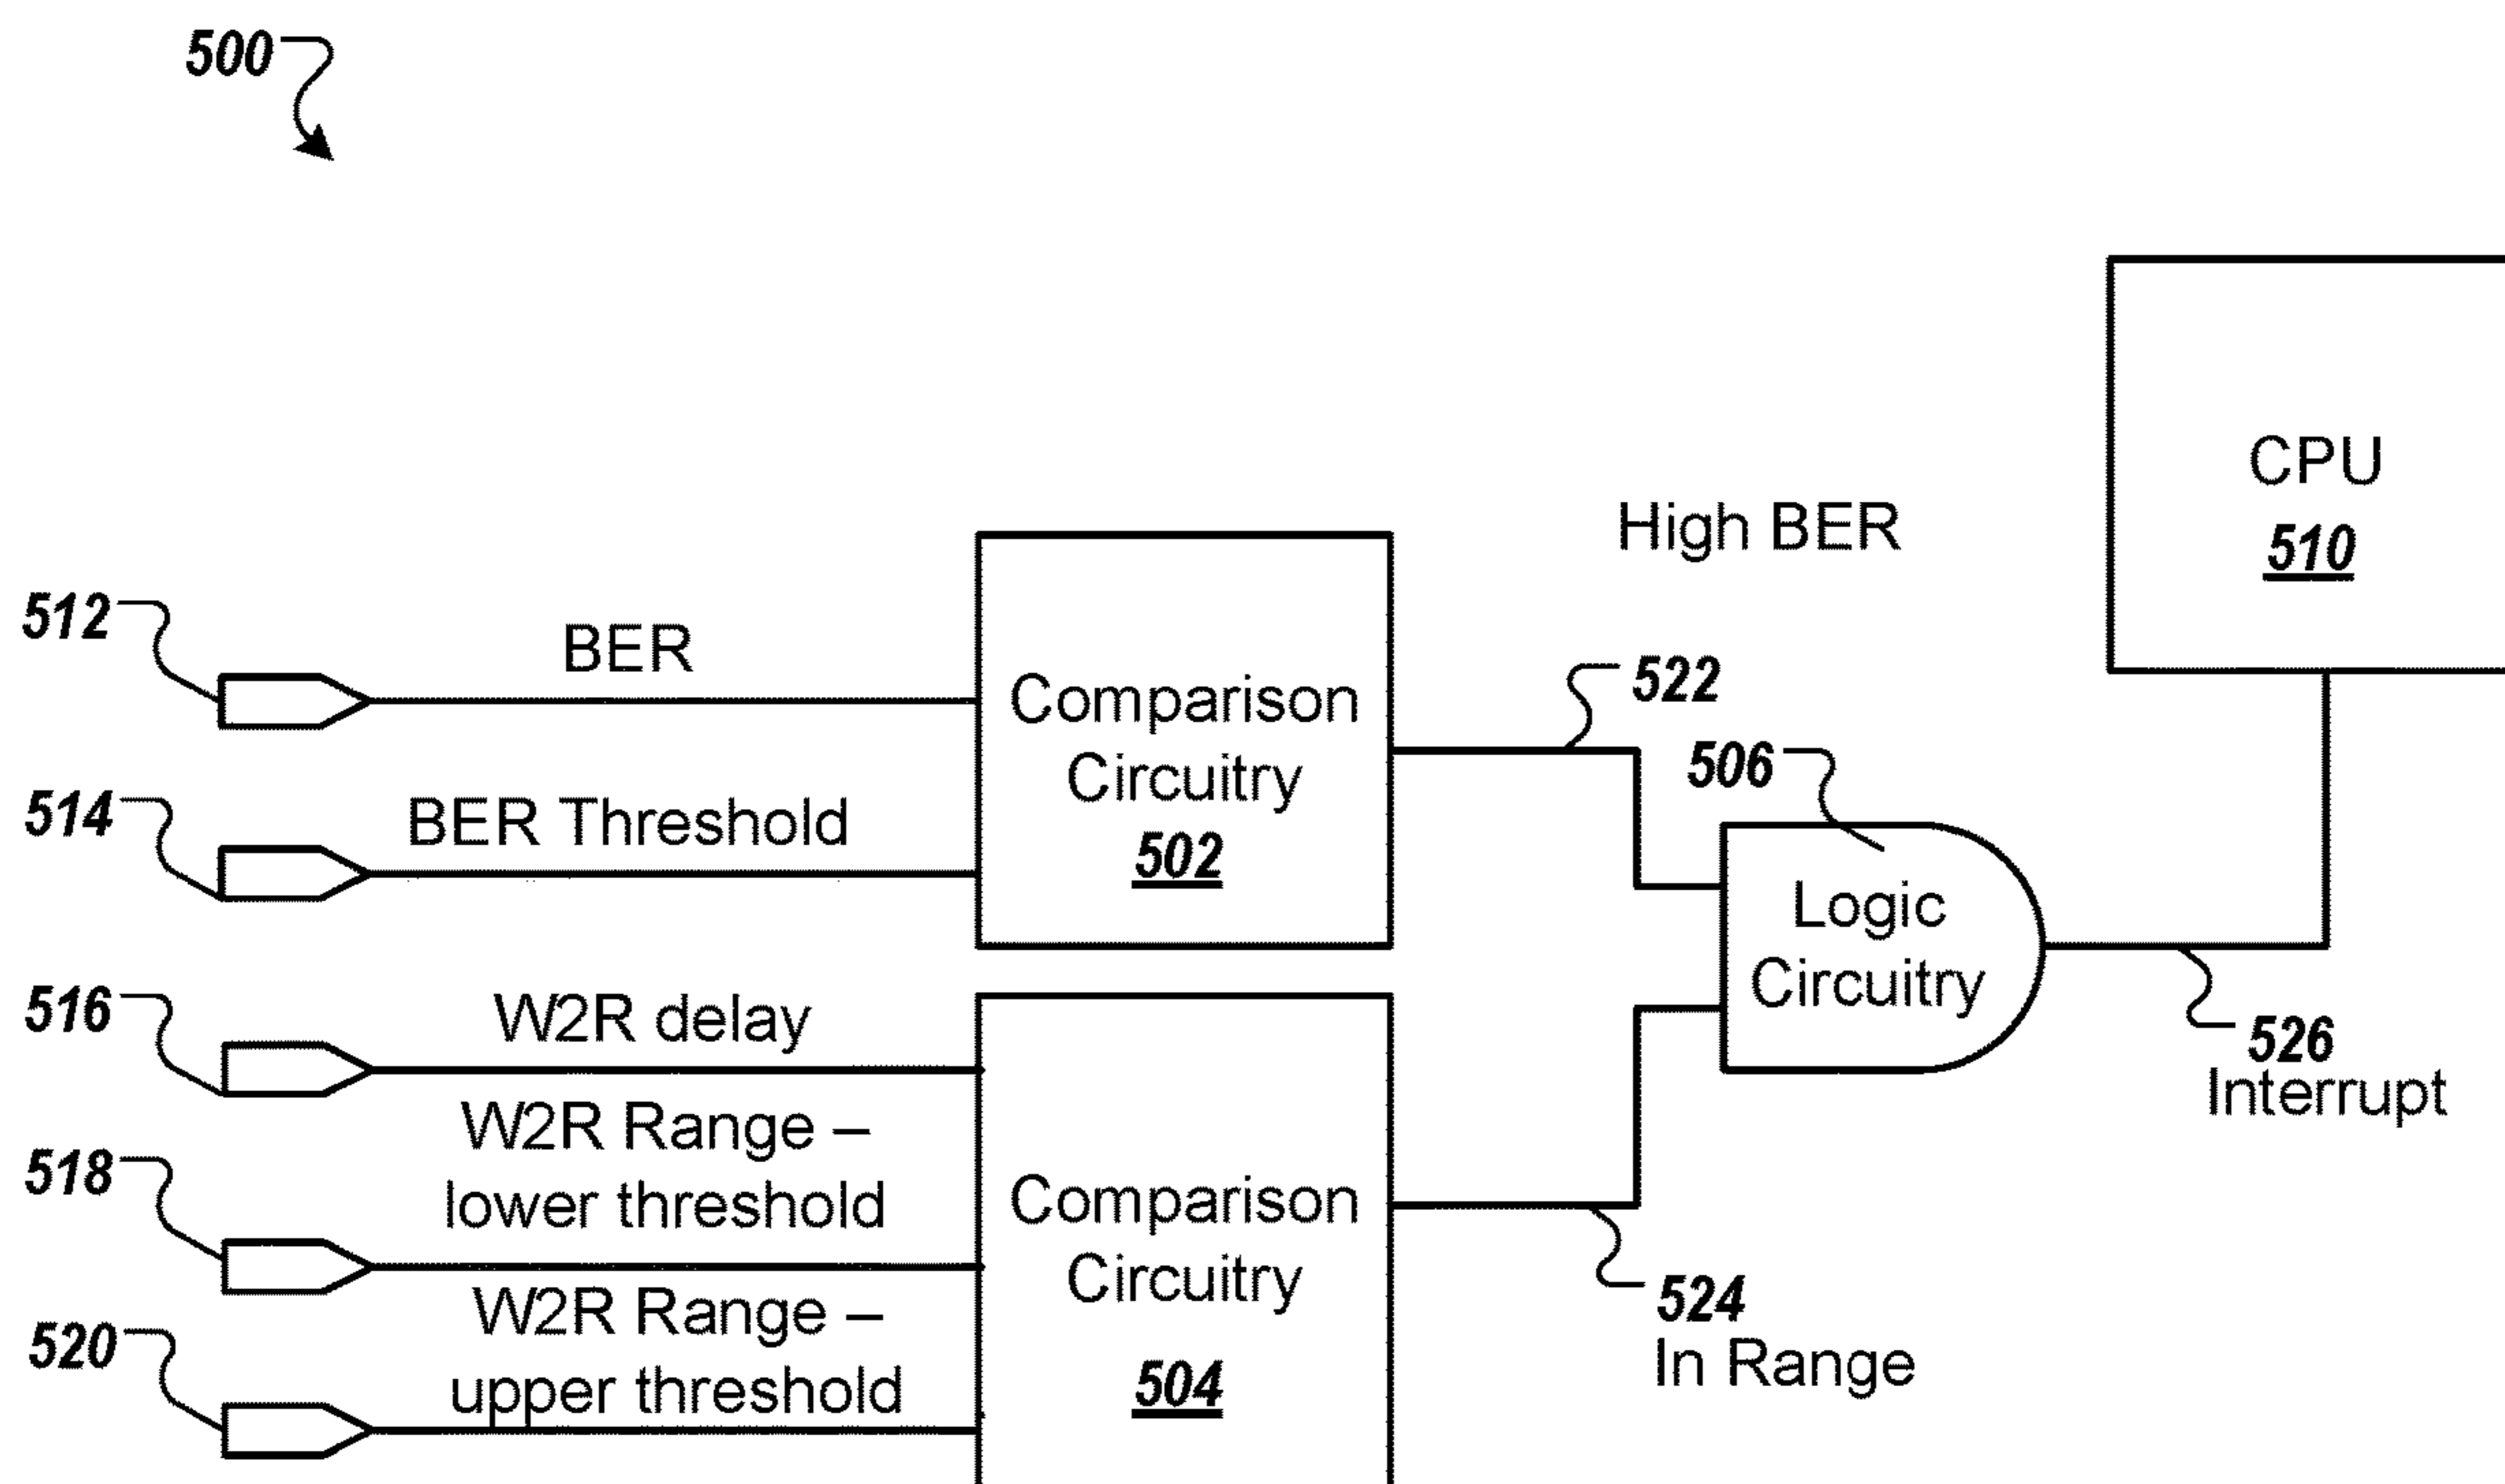 500
CPU
510
High BER
512
BER
Comparison
Circuitry
502
522
506
514
BER Threshold
Logic
Circuitry
516
W2R delay
526
Interrupt
518
W2R Range –
lower threshold
Comparison
Circuitry
504
524
In Range
520
W2R Range –
upper threshold